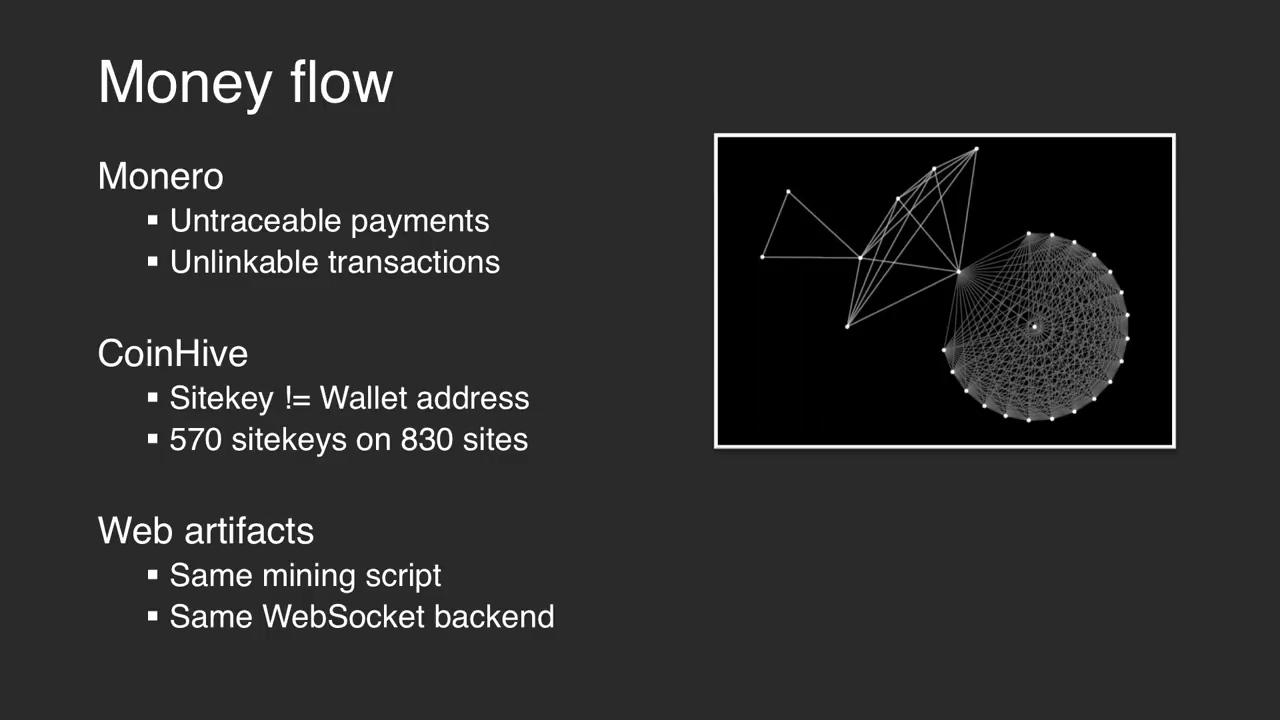 Money flow
Monero
▪ Untraceable payments
▪ Unlinkable transactions
CoinHive
▪ Sitekey != Wallet address
▪ 570 sitekeys on 830 sites
Web artifacts
▪ Same mining script
▪ Same WebSocket backend